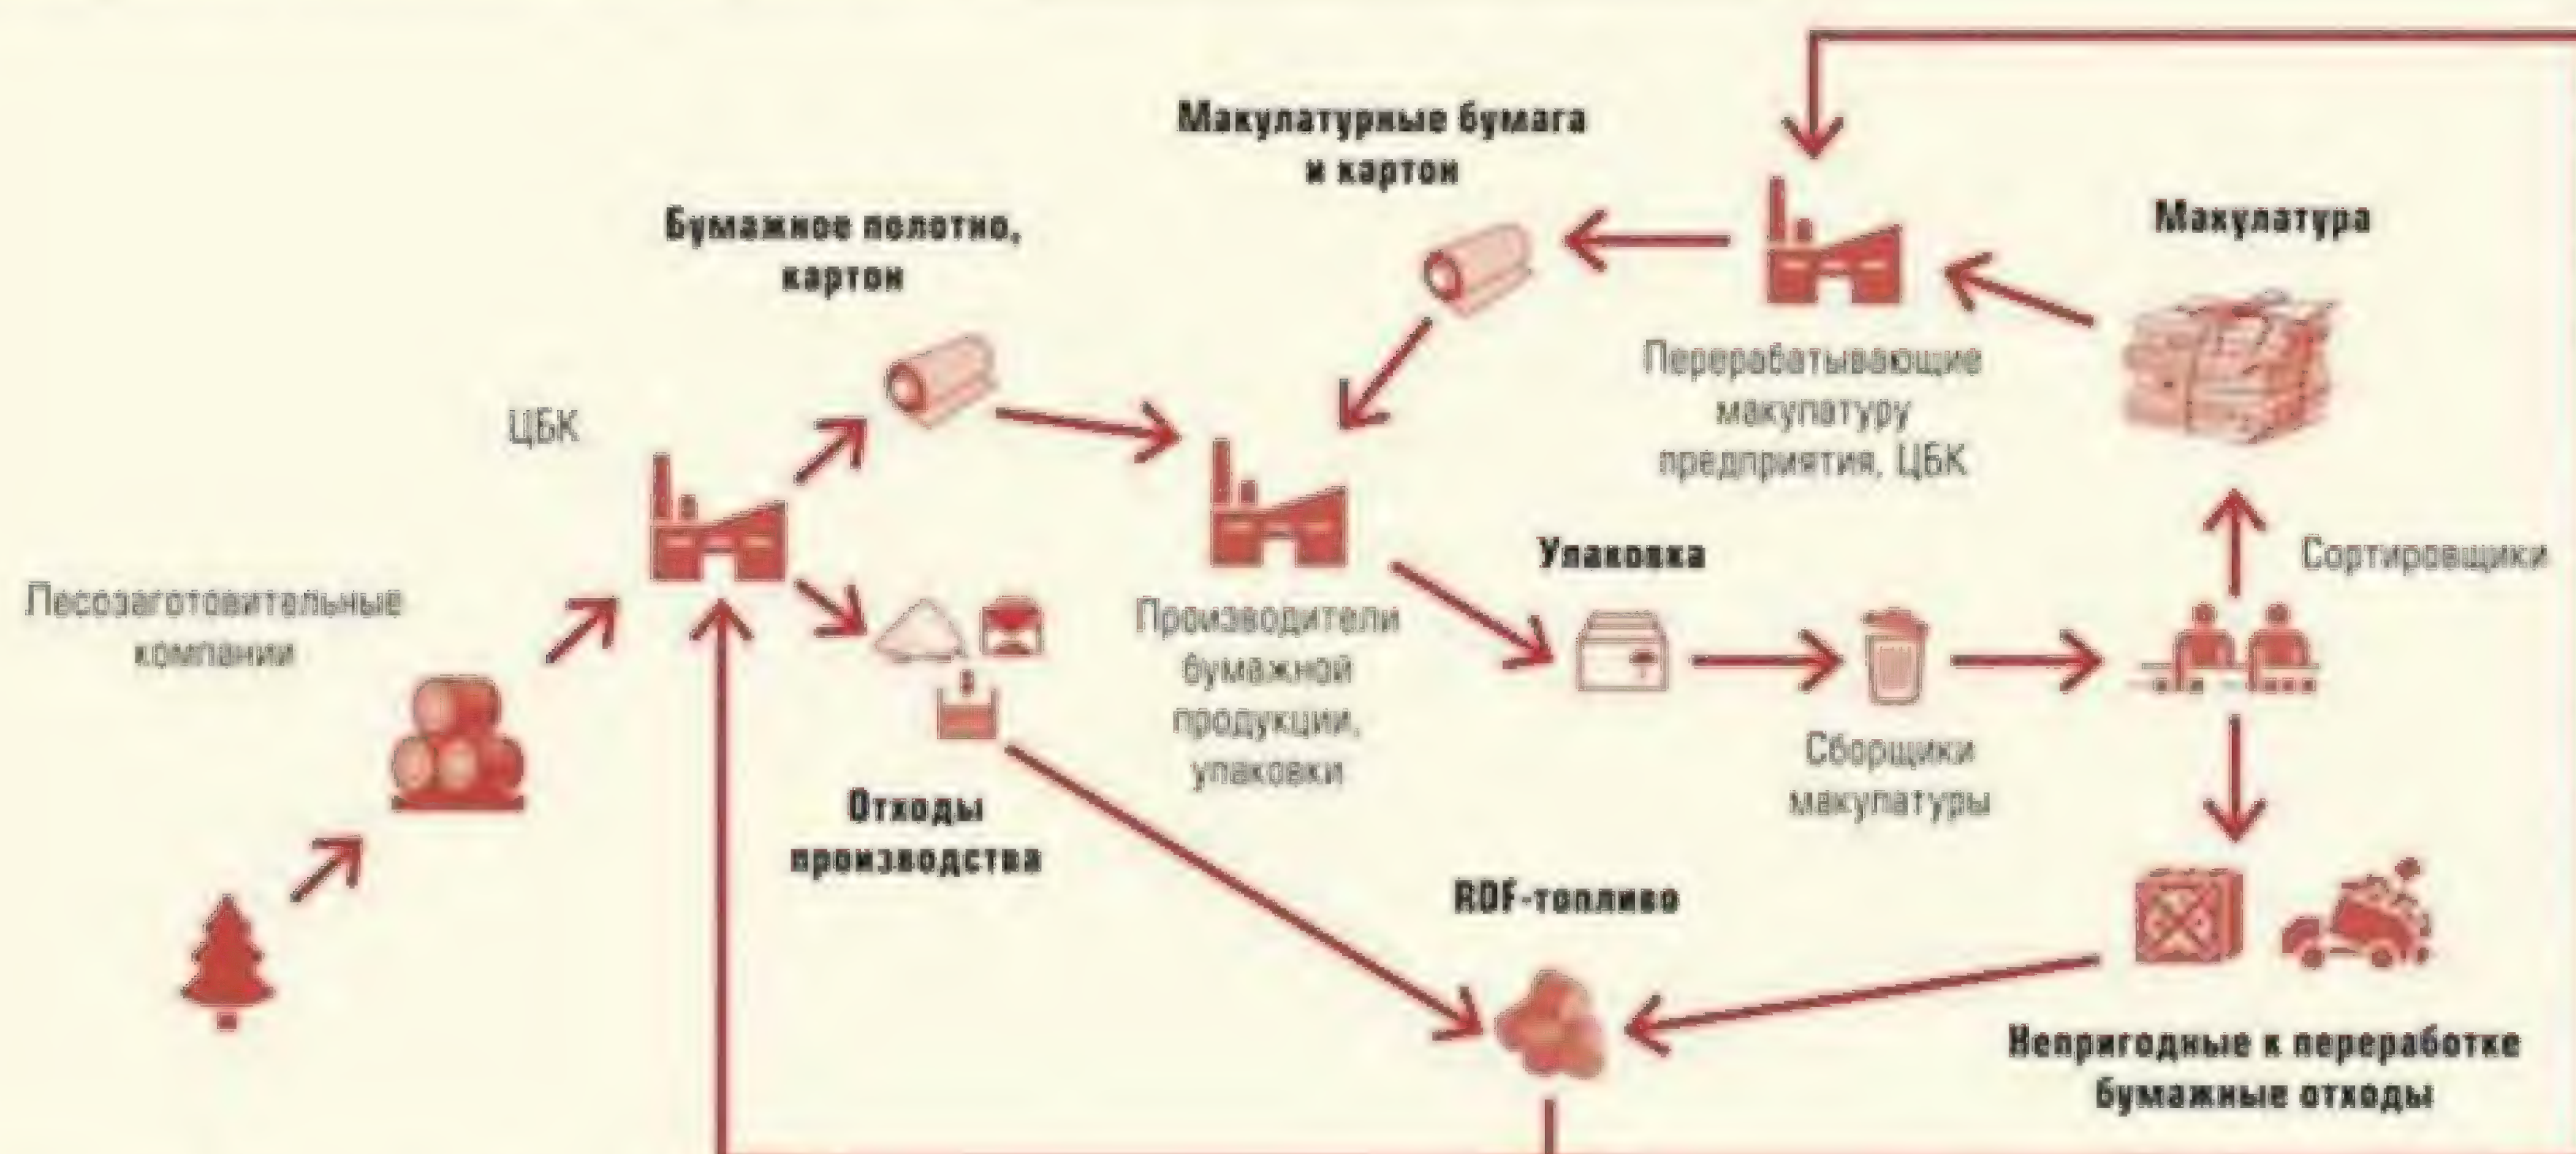 Макулатурные бумага
и картон
Бумажное полотно,
картон
Макулатура
ЦБК
Перерабатывающие
макулатуру
предприятия, ЦБК
Упаковка
Сортировщики
Лесозаготовительные
компании
Производители
бумажной
продукции,
упаковки
Сборщики
макулатуры
Отходы
производства
RDF-топливо
Непригодные к переработке
бумажные отходы